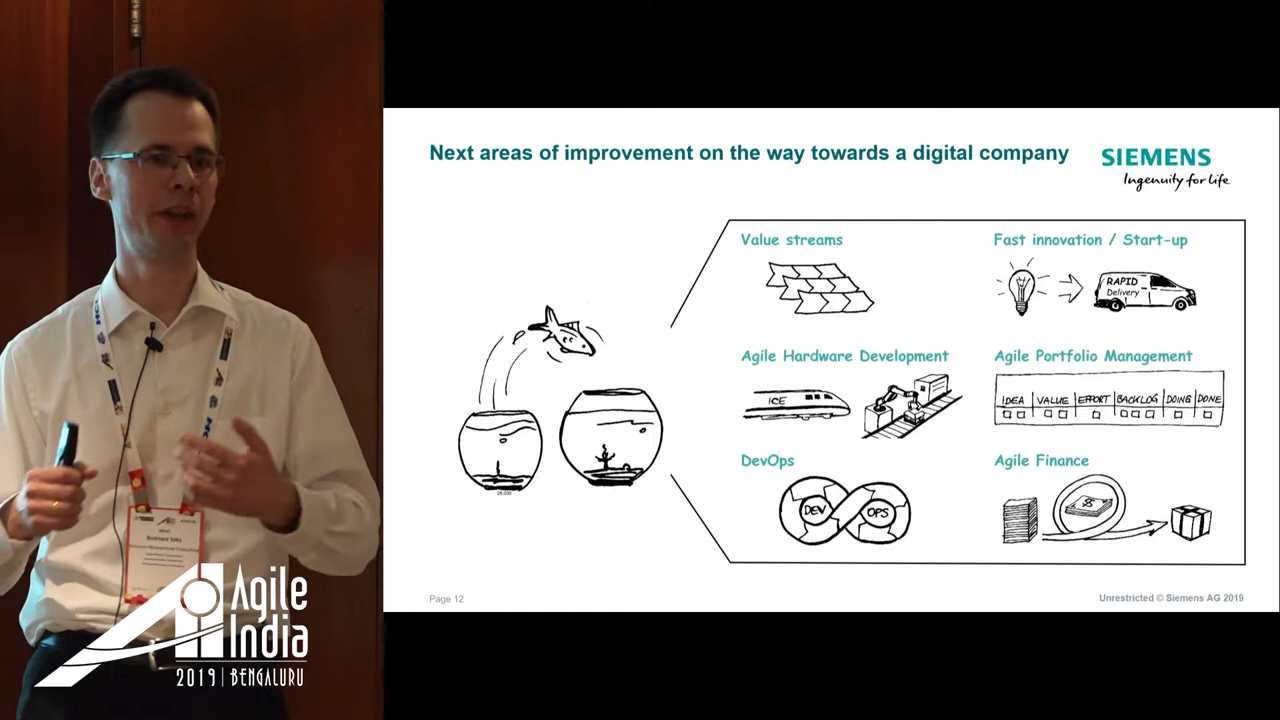 Next areas of improvement on the way towards a digital company
SIEMENS
Ingenuity for life
Value streams
Fast innovation / Start-up
RAPID
Delivery
Agile Hardware Development
Agile Portfolio Management
ICE
IDEA VALUE EFFORT BACKLOG DOING DONE
DevOps
Agile Finance
DEV OPS
$
Page 12
Unrestricted © Siemens AG 2019
HCL
Agile
India
2019 | BENGALURU